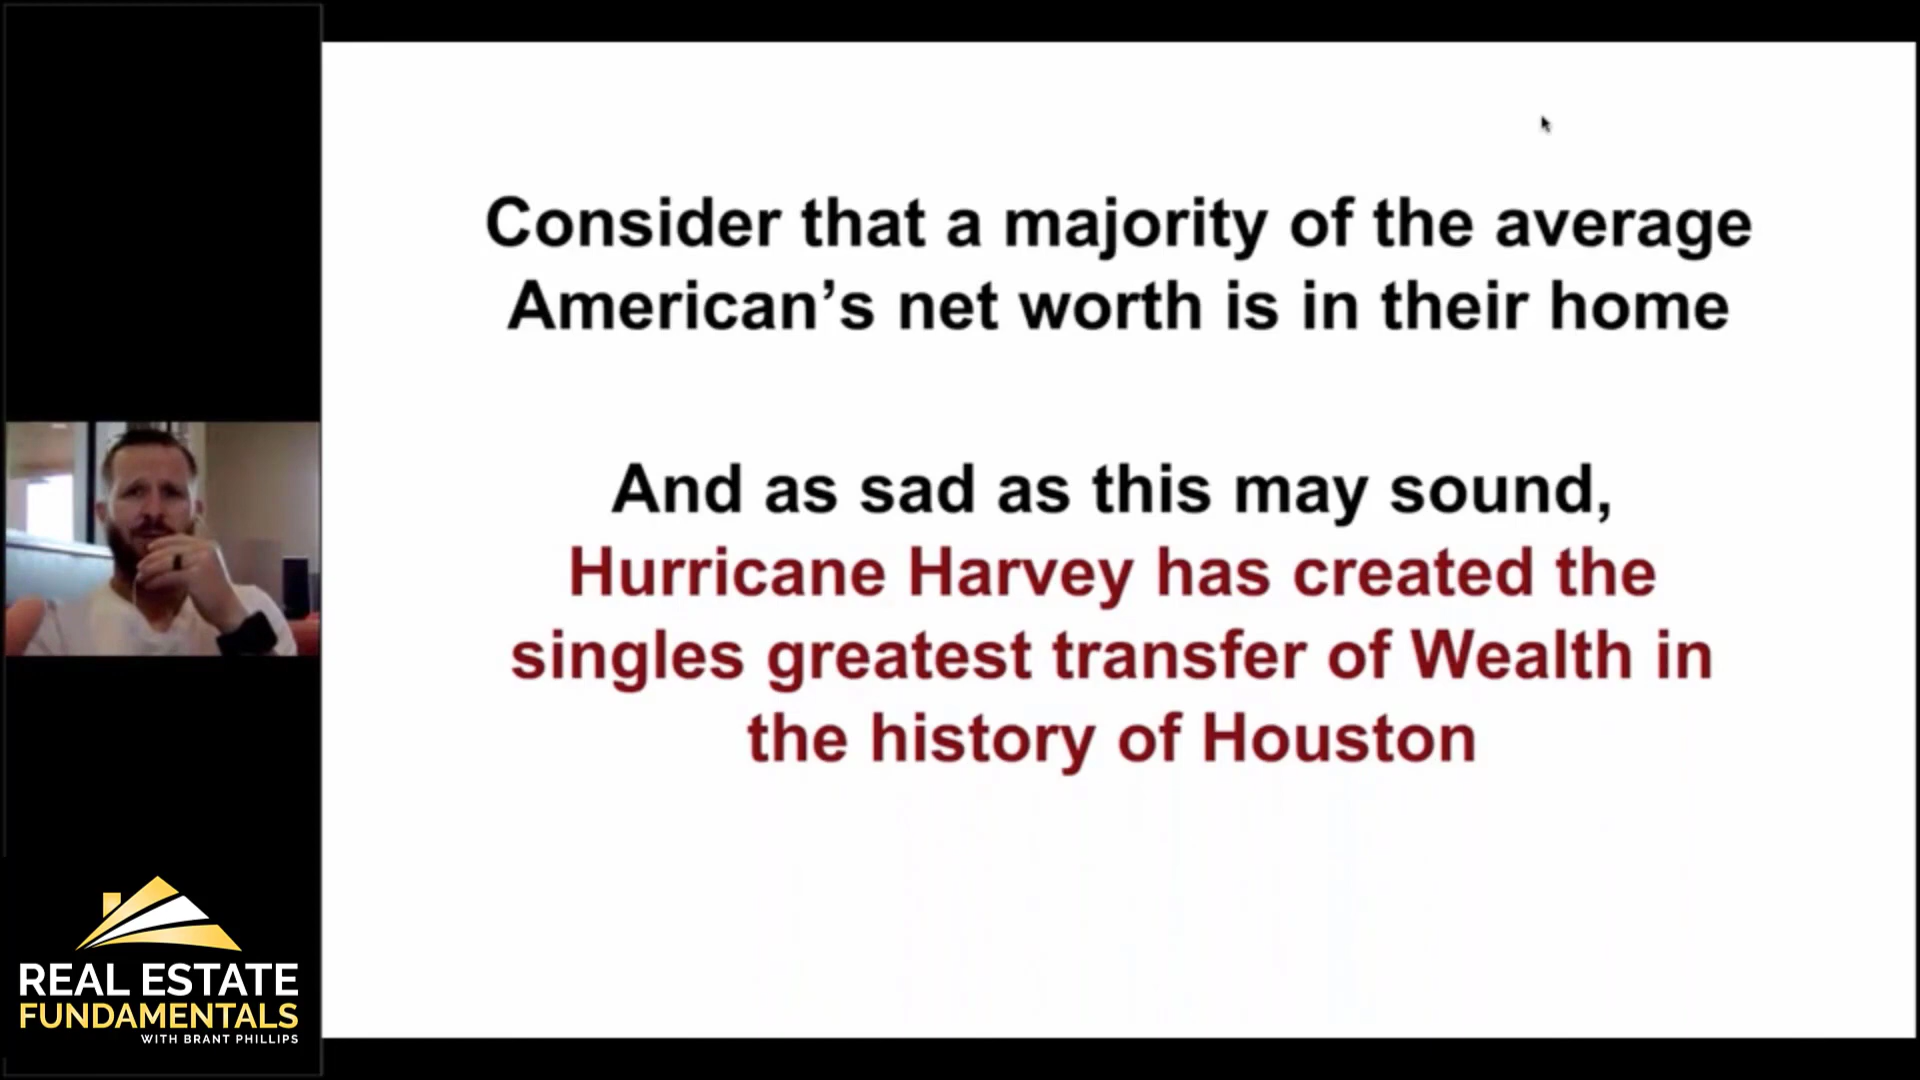 Consider that a majority of the average
American’s net worth is in their home
And as sad as this may sound,
Hurricane Harvey has created the
singles greatest transfer of Wealth in
the history of Houston
REAL ESTATE
FUNDAMENTALS
WITH BRANT PHILLIPS